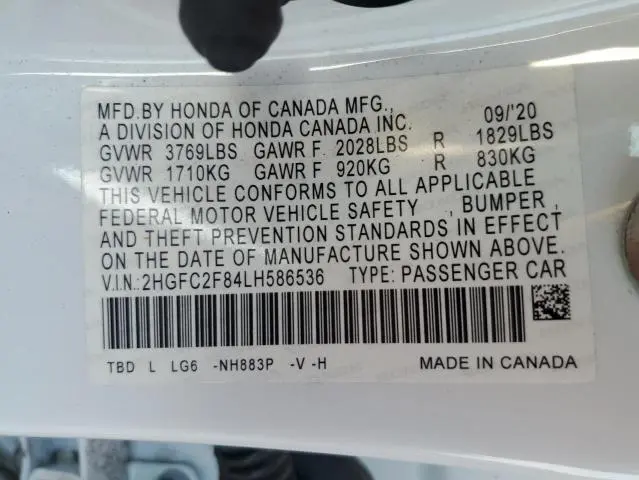 MFD.BY HONDA OF CANADA MFG., 09/'20
A DIVISION OF HONDA CANADA INC.
GVWR 3769LBS GAWR F 2028LBS R 1829LBS
GVWR 1710KG GAWR F 920KG R 830KG
THIS VEHICLE CONFORMS TO ALL APPLICABLE
FEDERAL MOTOR VEHICLE SAFETY , BUMPER ,
AND THEFT PREVENTION STANDARDS IN EFFECT
ON THE DATE OF MANUFACTURE SHOWN ABOVE.
V.I.N.:2HGFC2F84LH586536 TYPE: PASSENGER CAR
TBD L LG6 -NH883P -V -H MADE IN CANADA